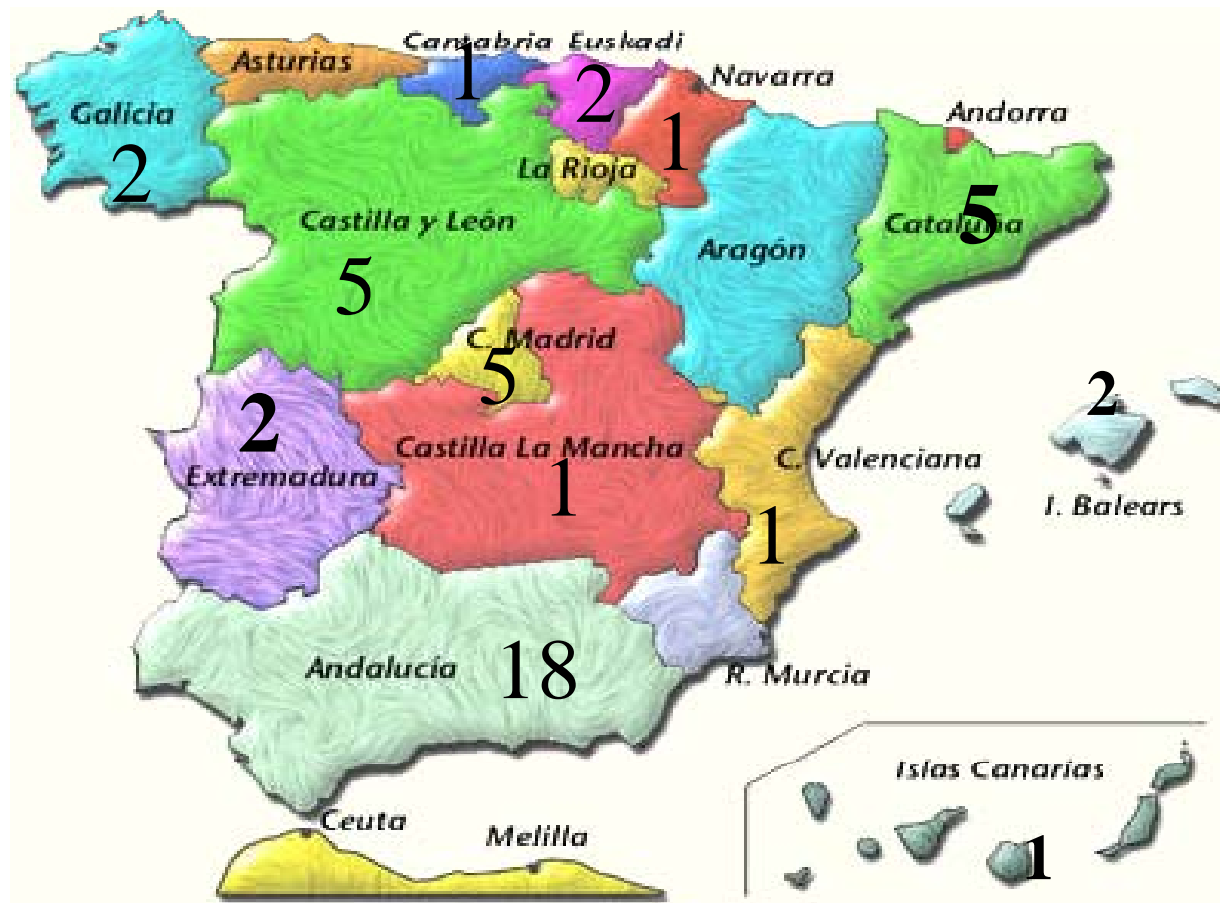 Cantabria Euskadi
Asturias
1
2
Navarra
Galicia
1
Andorra
2
La Rioja
5
Castilla y León
Cataluña
Aragón
5
C. Madrid
5
2
2
Castilla La Mancha
C. Valenciana
Extremadura
1
I. Balears
1
Andalucía
18
R. Murcia
Islas Canarias
Ceuta
Melilla
1